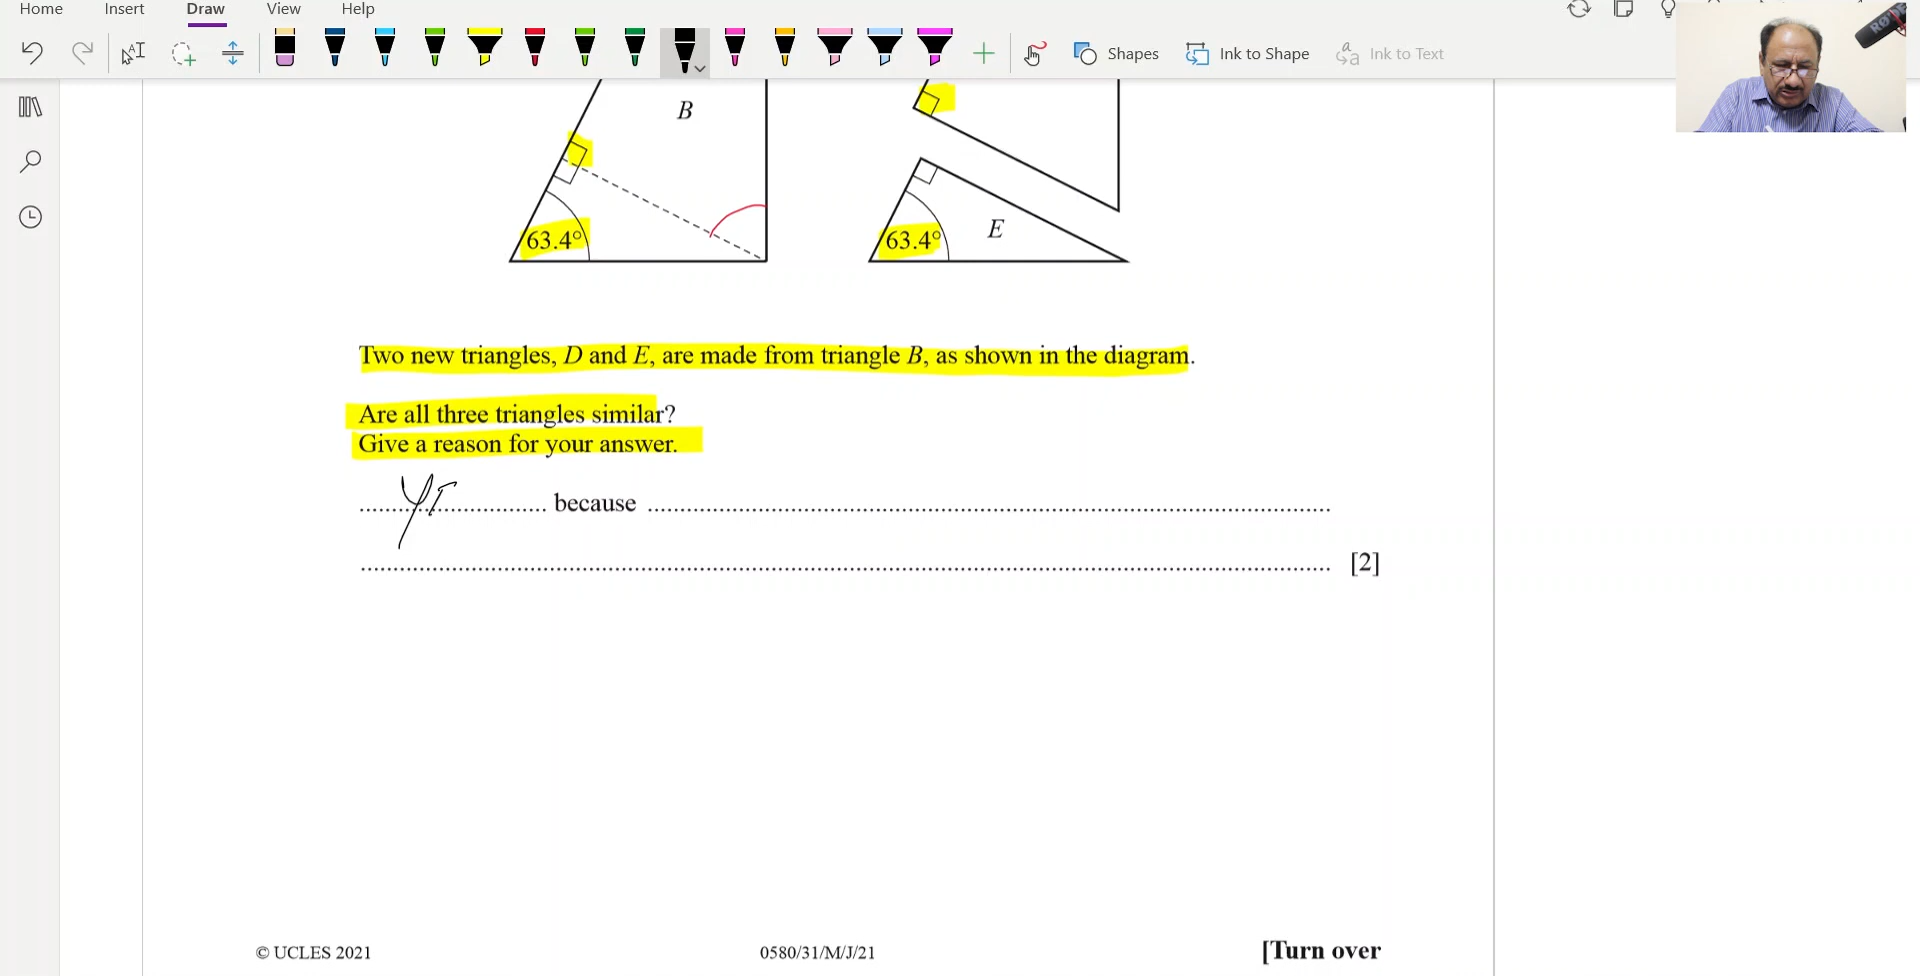 Home Insert Draw View Help
Shapes Ink to Shape Ink to Text
B
63.4°
63.4°
E
Two new triangles, D and E, are made from triangle B, as shown in the diagram.
Are all three triangles similar?
Give a reason for your answer.
.............................. because ..............................
.............................. [2]
© UCLES 2021 0580/31/M/J/21 [Turn over